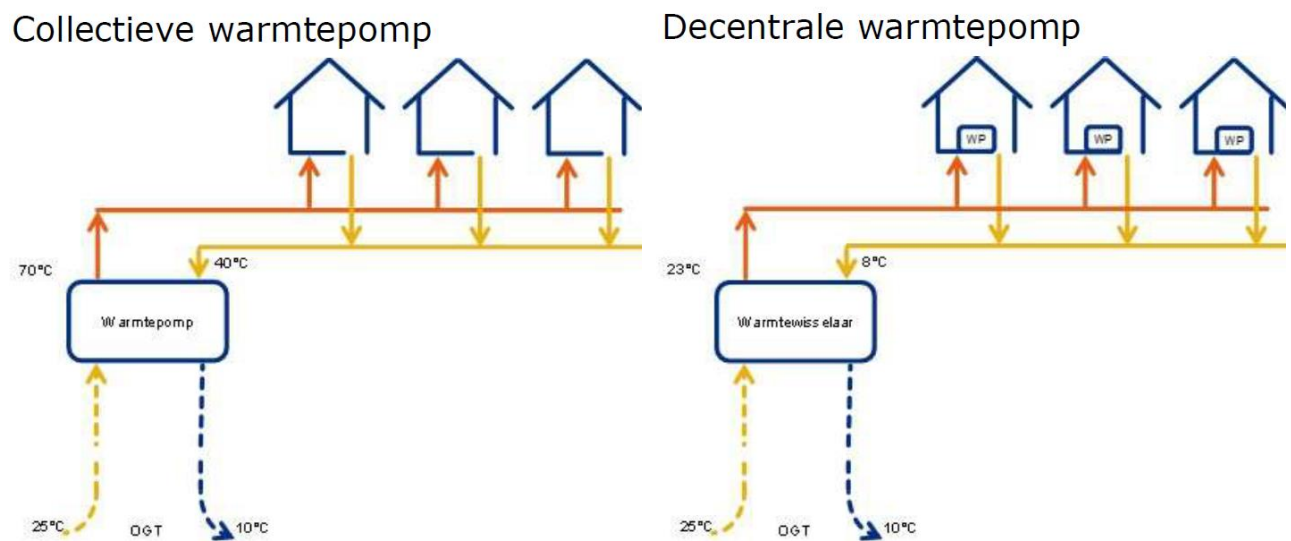 Collectieve warmtepomp
70°C
40°C
Warmtepomp
25°C
OGT
10°C
Decentrale warmtepomp
WP
WP
WP
23°C
8°C
Warmtewisselaar
25°C
OGT
10°C